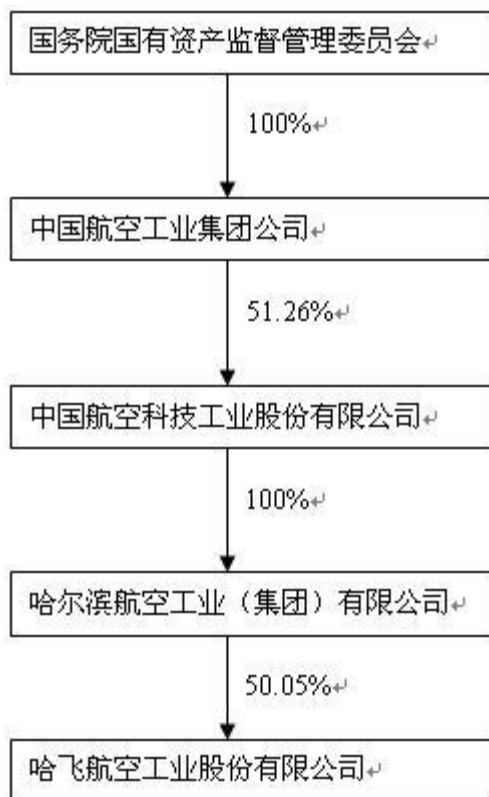 国务院国有资产监督管理委员会↵
100%↵
中国航空工业集团公司↵
51.26%↵
中国航空科技工业股份有限公司↵
100%↵
哈尔滨航空工业（集团）有限公司↵
50.05%↵
哈飞航空工业股份有限公司↵